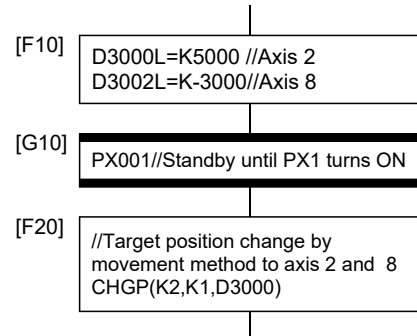 [F10]
D3000L=K5000 //Axis 2
D3002L=K-3000//Axis 8
[G10]
PX001//Standby until PX1 turns ON
[F20]
//Target position change by
movement method to axis 2 and 8
CHGP(K2,K1,D3000)